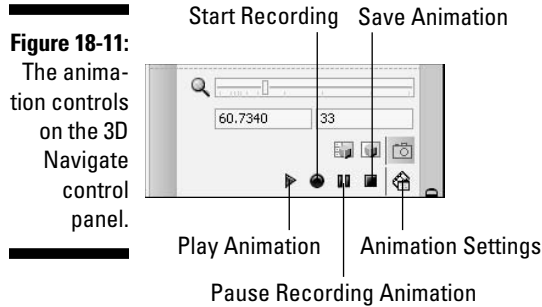 Start Recording Save Animation
Figure 18-11:
The anima-
tion controls
on the 3D
Navigate
control
panel.
60.7340 33
Play Animation Animation Settings
Pause Recording Animation